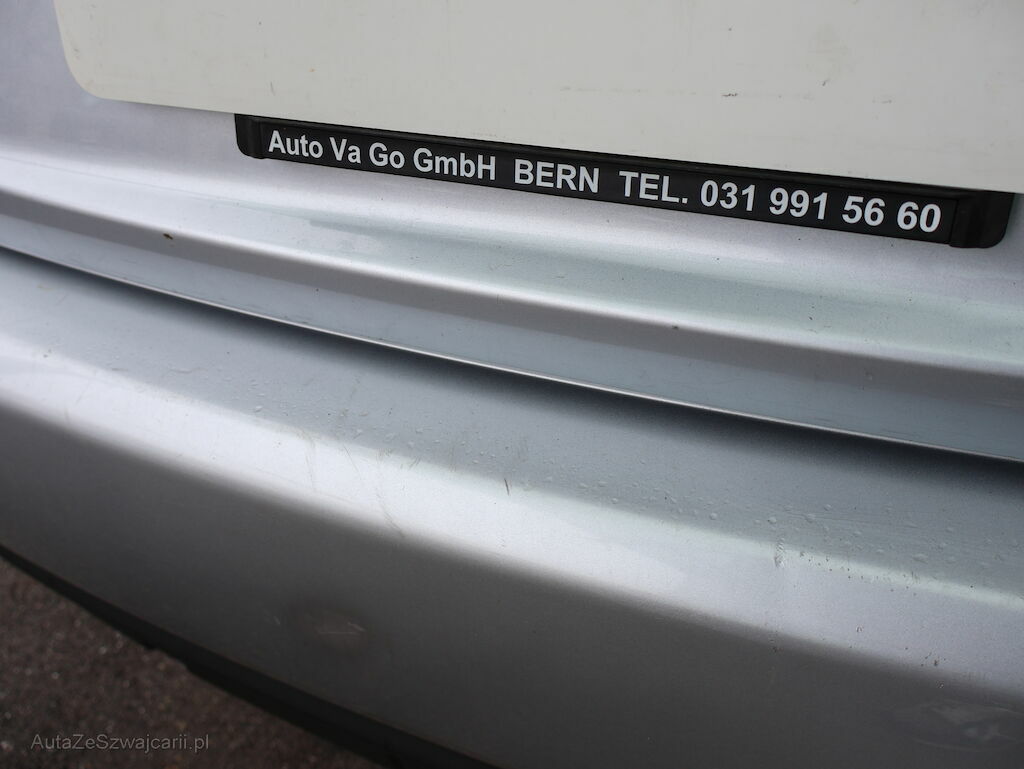 Auto Va Go GmbH BERN TEL. 031 991 56 60
AutaZeSzwajcarii.pl